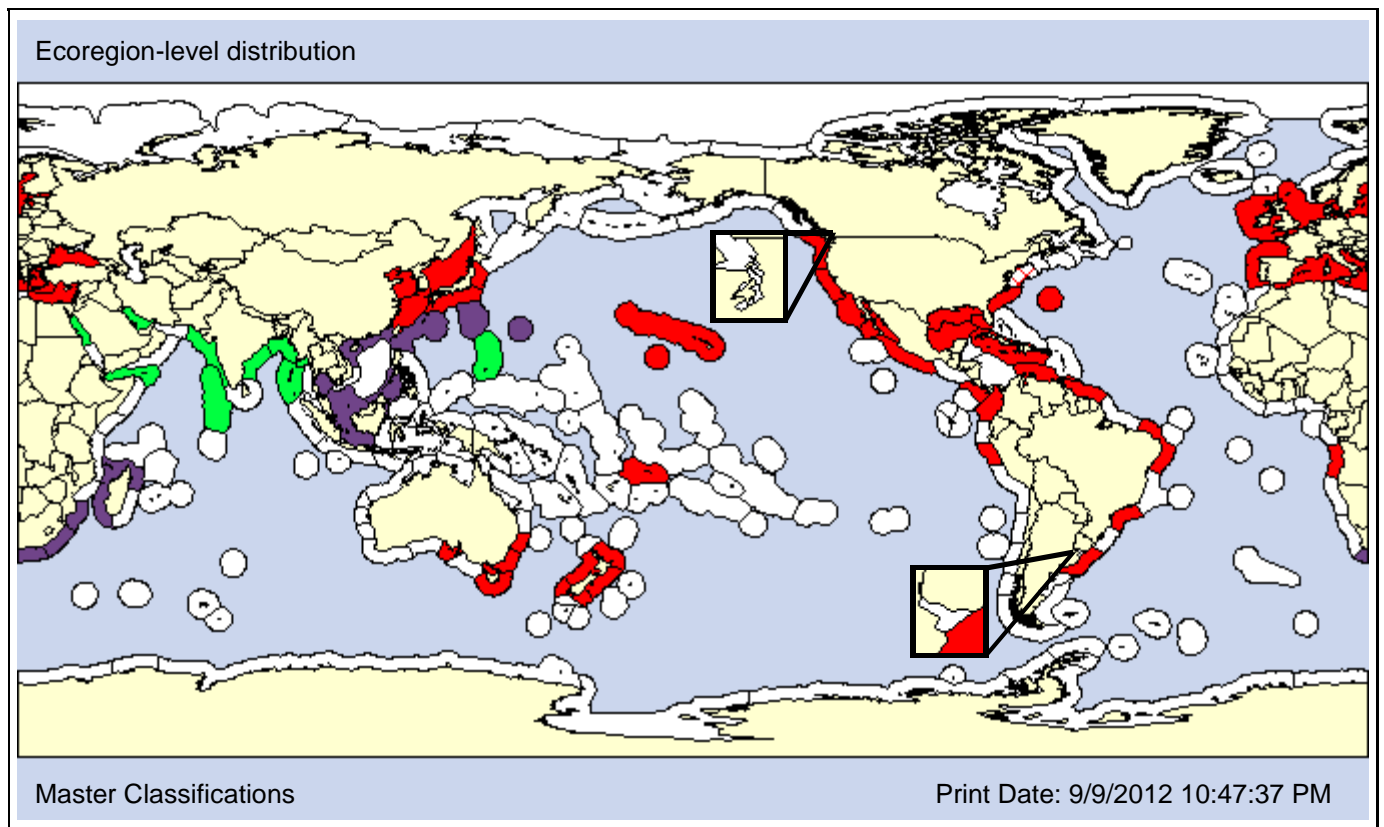 Ecoregion-level distribution
Master Classifications
Print Date: 9/9/2012 10:47:37 PM